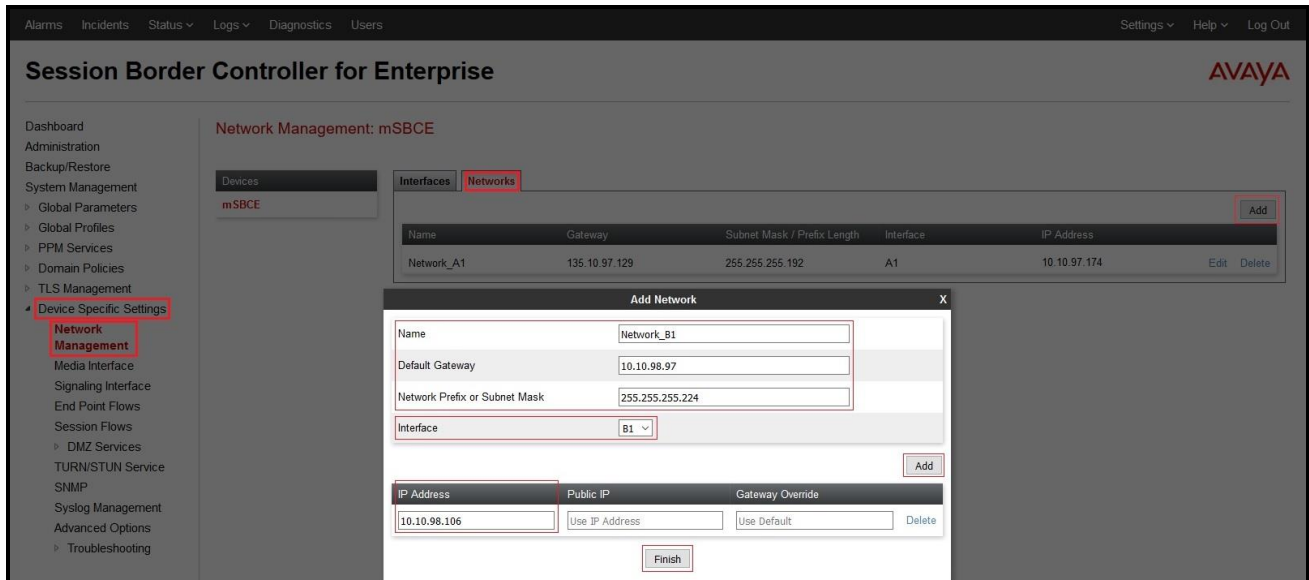 Alarms Incidents Status Logs Diagnostics Users Settings Help Log Out
Session Border Controller for Enterprise
AVAYA
Dashboard
Administration
Backup/Restore
System Management
Global Parameters
Global Profiles
PPM Services
Domain Policies
TLS Management
Device Specific Settings
Network
Management
Media Interface
Signaling Interface
End Point Flows
Session Flows
DMZ Services
TURN/STUN Service
SNMP
Syslog Management
Advanced Options
Troubleshooting
Network Management: mSBCE
Devices
mSBCE
Interfaces Networks
Add
Name Gateway Subnet Mask / Prefix Length Interface IP Address
Network_A1 135.10.97.129 255.255.255.192 A1 10.10.97.174 Edit Delete
Add Network X
Name Network_B1
Default Gateway 10.10.98.97
Network Prefix or Subnet Mask 255.255.255.224
Interface B1
Add
IP Address Public IP Gateway Override
10.10.98.106 Use IP Address Use Default Delete
Finish